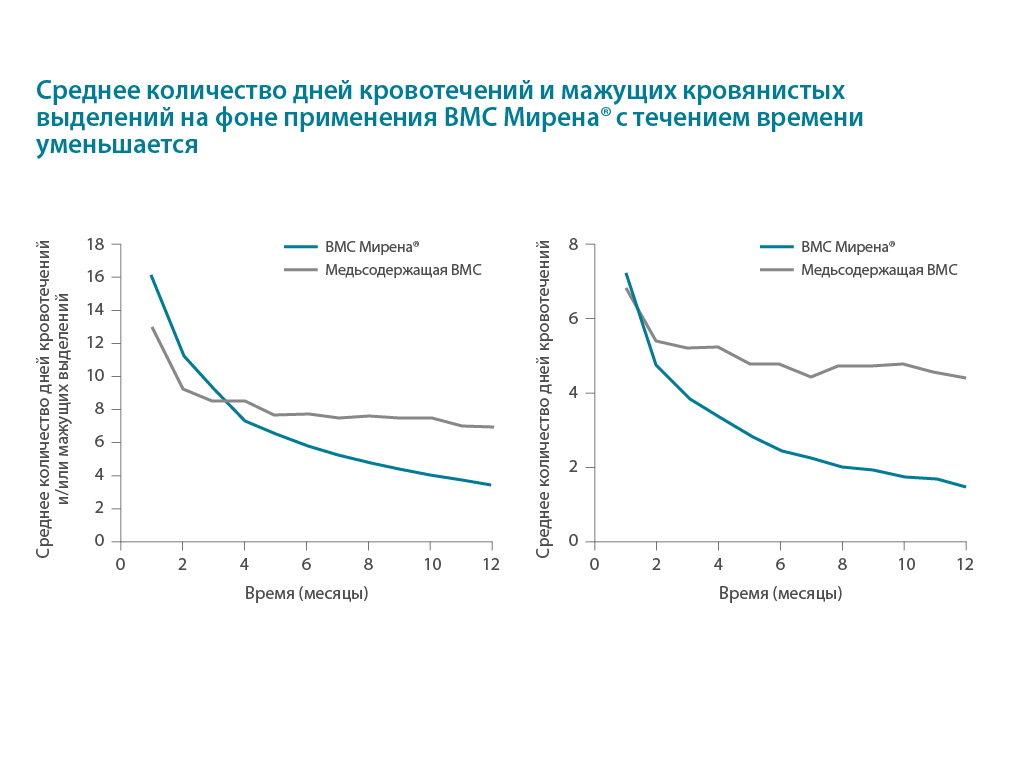 Среднее количество дней кровотечений и мажущих кровянистых
выделений на фоне применения ВМС Мирена® с течением времени
уменьшается
Среднее количество дней кровотечений
и/или мажущих выделений
18
16
14
12
10
8
6
4
2
0
0 2 4 6 8 10 12
Время (месяцы)
ВМС Мирена®
Медьсодержащая ВМС
Среднее количество дней кровотечений
8
6
4
2
0
0 2 4 6 8 10 12
Время (месяцы)
ВМС Мирена®
Медьсодержащая ВМС